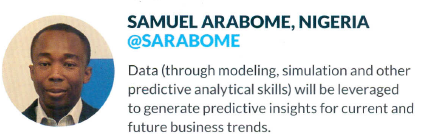 SAMUEL ARABOME, NIGERIA
@SARABOME
Data (through modeling, simulation and other
predictive analytical skills) will be leveraged
to generate predictive insights for current and
future business trends.